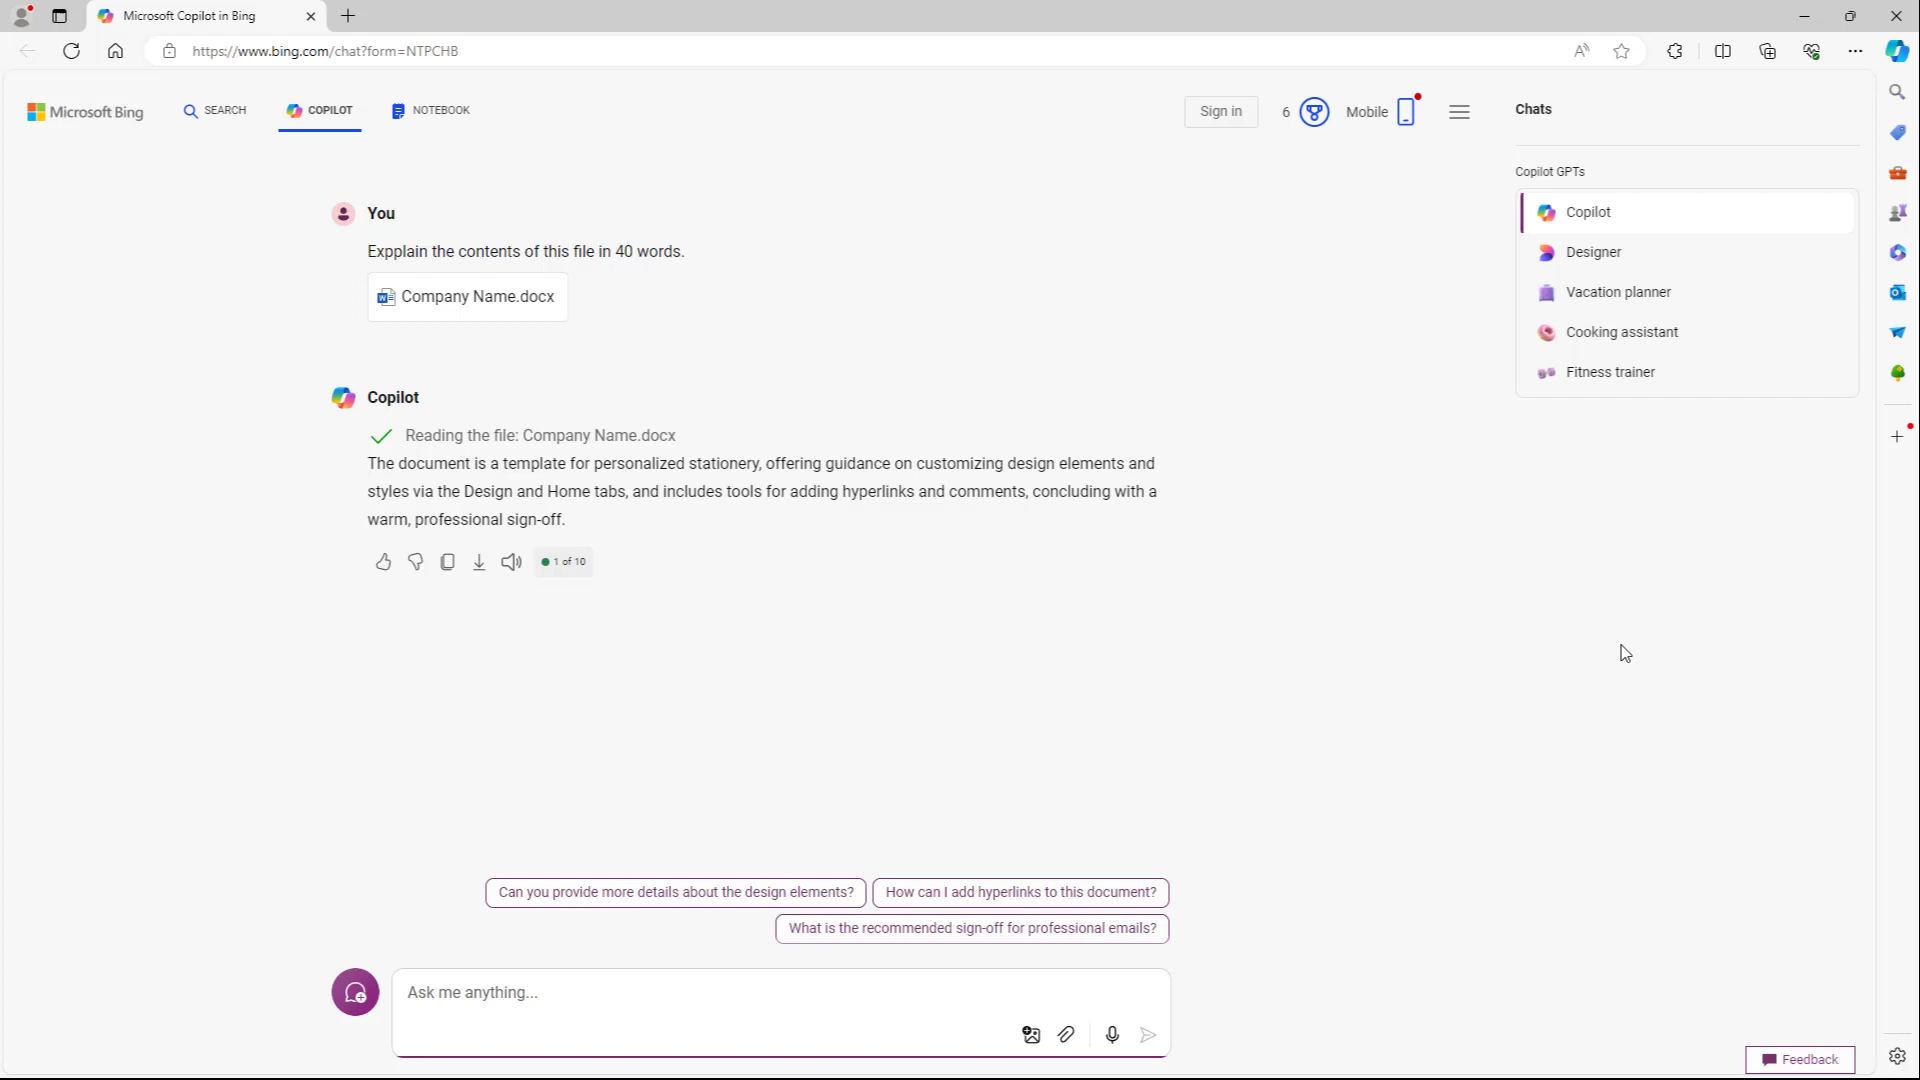 Microsoft Copilot in Bing
https://www.bing.com/chat?form=NTPCHB
Microsoft Bing
SEARCH
COPILOT
NOTEBOOK
Sign in
6
Mobile
Chats
Copilot GPTs
Copilot
Designer
Vacation planner
Cooking assistant
Fitness trainer
You
Expplain the contents of this file in 40 words.
Company Name.docx
Copilot
Reading the file: Company Name.docx
The document is a template for personalized stationery, offering guidance on customizing design elements and
styles via the Design and Home tabs, and includes tools for adding hyperlinks and comments, concluding with a
warm, professional sign-off.
1 of 10
Can you provide more details about the design elements?
How can I add hyperlinks to this document?
What is the recommended sign-off for professional emails?
Ask me anything...
Feedback